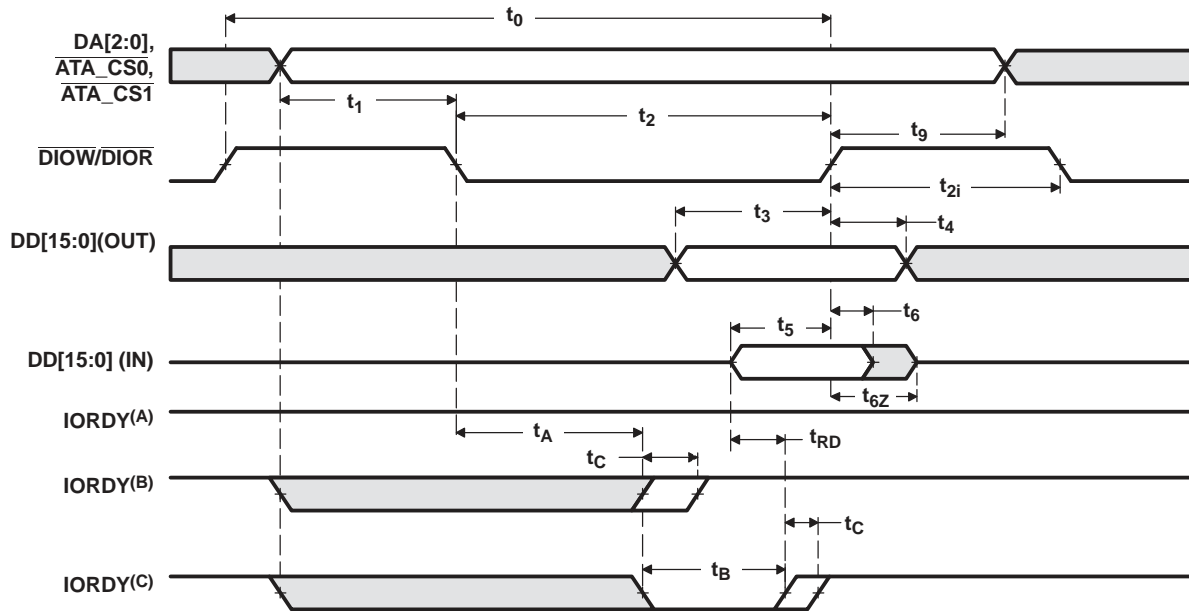 t0
DA[2:0],
ATA_CS0,
ATA_CS1
t1
t2
t9
DIOW/DIOR
t2i
t3
t4
DD[15:0](OUT)
t6
t5
DD[15:0] (IN)
t6Z
IORDY(A)
tA
tRD
tC
IORDY(B)
tC
tB
IORDY(C)